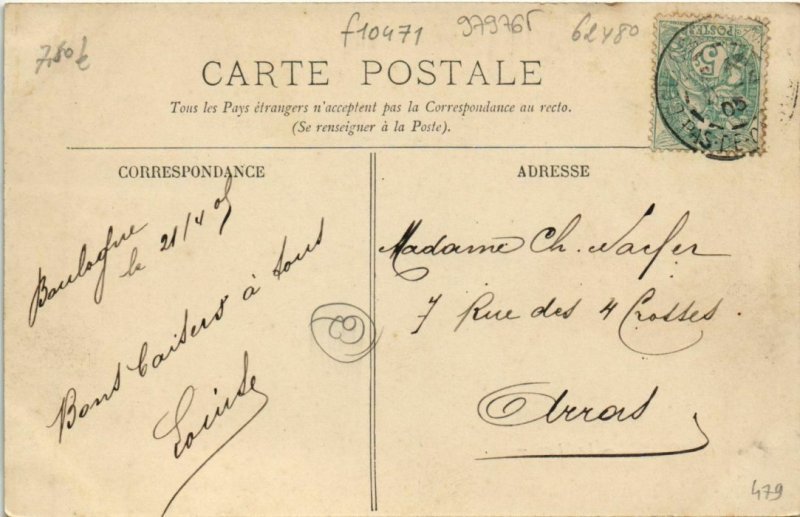 7,80 €
f10471
979765
62480
CARTE POSTALE
Tous les Pays étrangers n'acceptent pas la Correspondance au recto.
(Se renseigner à la Poste).
CORRESPONDANCE
Boulogne
le 21/4 05
Bons baisers à tous
Louise
ADRESSE
Madame Ch.
7 Rue des 4 Crosses
Arras
479